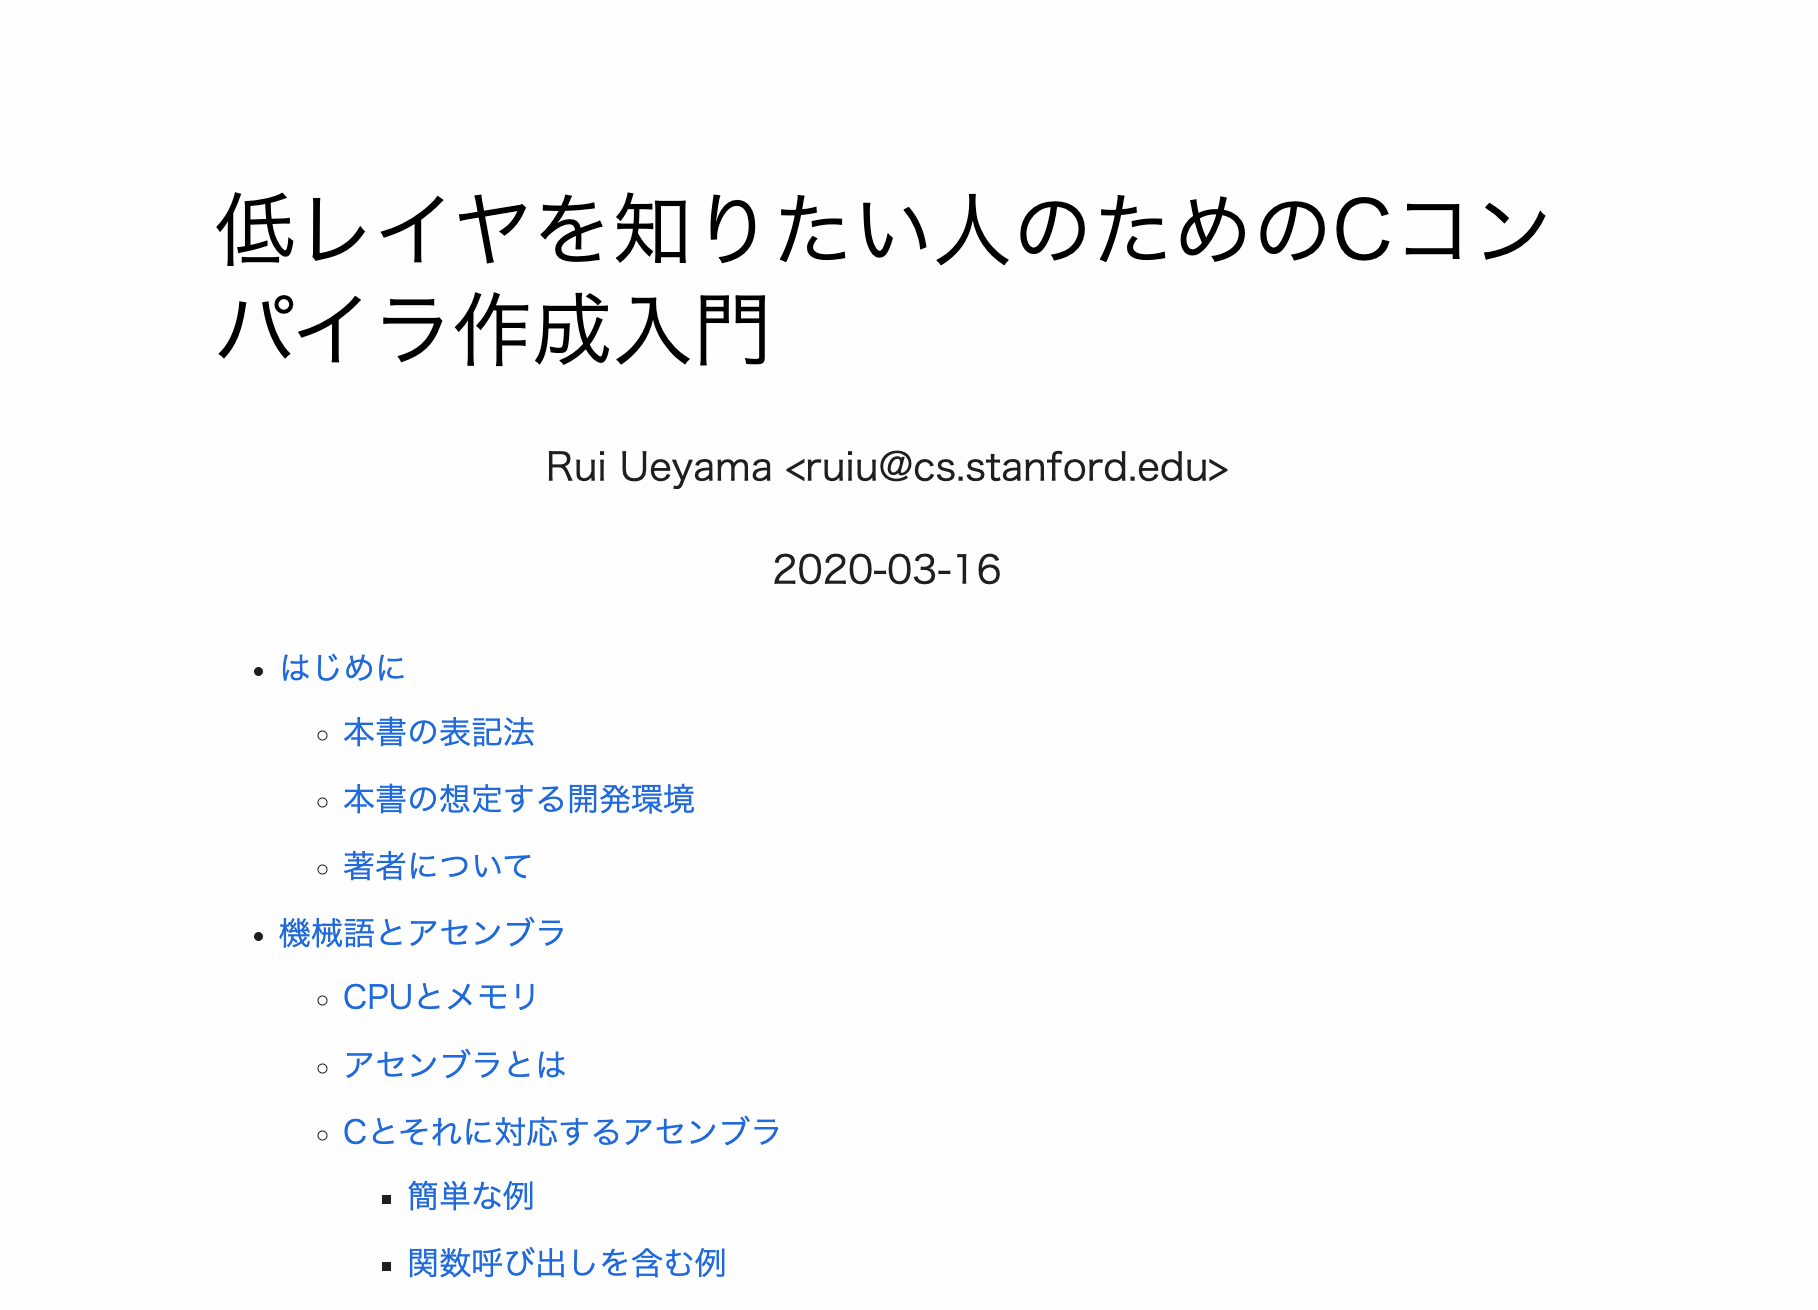 低レイヤを知りたい人のためのCコン
パイラ作成入門
Rui Ueyama <ruiu@cs.stanford.edu>
2020-03-16
はじめに
本書の表記法
本書の想定する開発環境
著者について
機械語とアセンブラ
CPUとメモリ
アセンブラとは
Cとそれに対応するアセンブラ
簡単な例
関数呼び出しを含む例